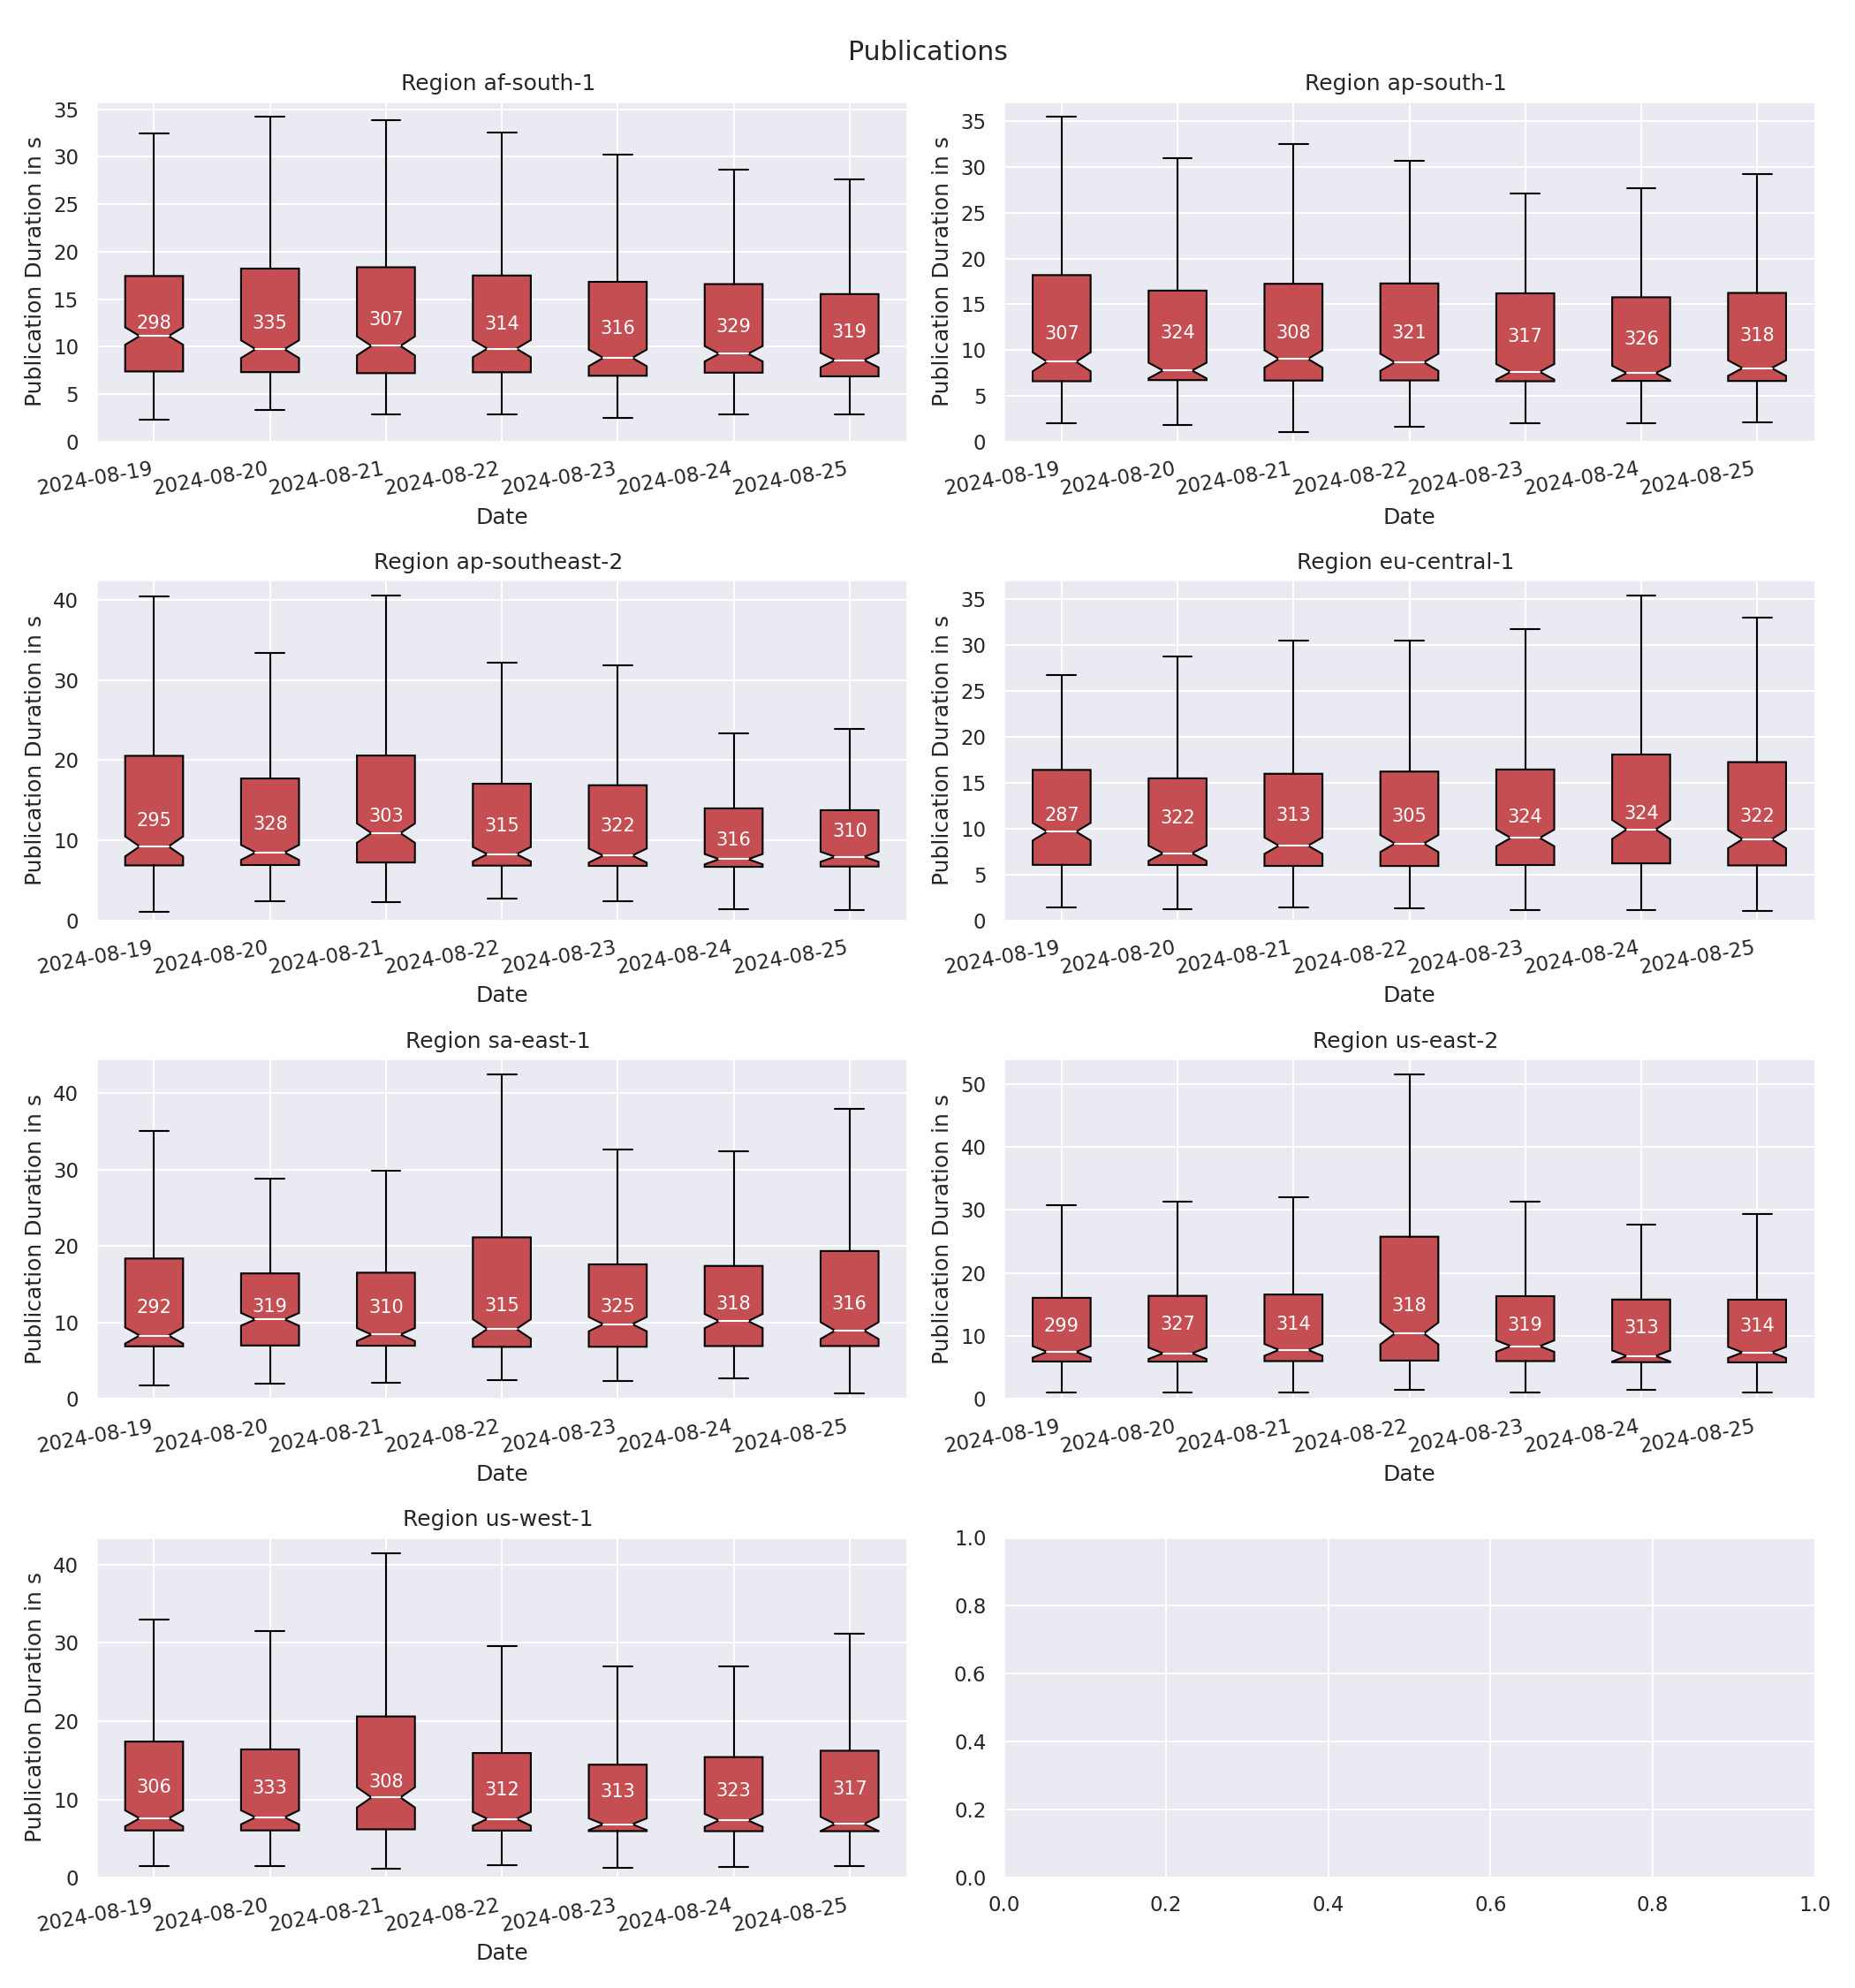 Publications
Region af-south-1
Publication Duration in s
35
30
25
20
15
10
5
0
298 335 307 314 316 329 319
2024-08-19 2024-08-20 2024-08-21 2024-08-22 2024-08-23 2024-08-24 2024-08-25
Date
Region ap-south-1
Publication Duration in s
35
30
25
20
15
10
5
0
307 324 308 321 317 326 318
2024-08-19 2024-08-20 2024-08-21 2024-08-22 2024-08-23 2024-08-24 2024-08-25
Date
Region ap-southeast-2
Publication Duration in s
40
30
20
10
0
295 328 303 315 322 316 310
2024-08-19 2024-08-20 2024-08-21 2024-08-22 2024-08-23 2024-08-24 2024-08-25
Date
Region eu-central-1
Publication Duration in s
35
30
25
20
15
10
5
0
287 322 313 305 324 324 322
2024-08-19 2024-08-20 2024-08-21 2024-08-22 2024-08-23 2024-08-24 2024-08-25
Date
Region sa-east-1
Publication Duration in s
40
30
20
10
0
292 319 310 315 325 318 316
2024-08-19 2024-08-20 2024-08-21 2024-08-22 2024-08-23 2024-08-24 2024-08-25
Date
Region us-east-2
Publication Duration in s
50
40
30
20
10
0
299 327 314 318 319 313 314
2024-08-19 2024-08-20 2024-08-21 2024-08-22 2024-08-23 2024-08-24 2024-08-25
Date
Region us-west-1
Publication Duration in s
40
30
20
10
0
306 333 308 312 313 323 317
2024-08-19 2024-08-20 2024-08-21 2024-08-22 2024-08-23 2024-08-24 2024-08-25
Date
1.0
0.8
0.6
0.4
0.2
0.0
0.0 0.2 0.4 0.6 0.8 1.0